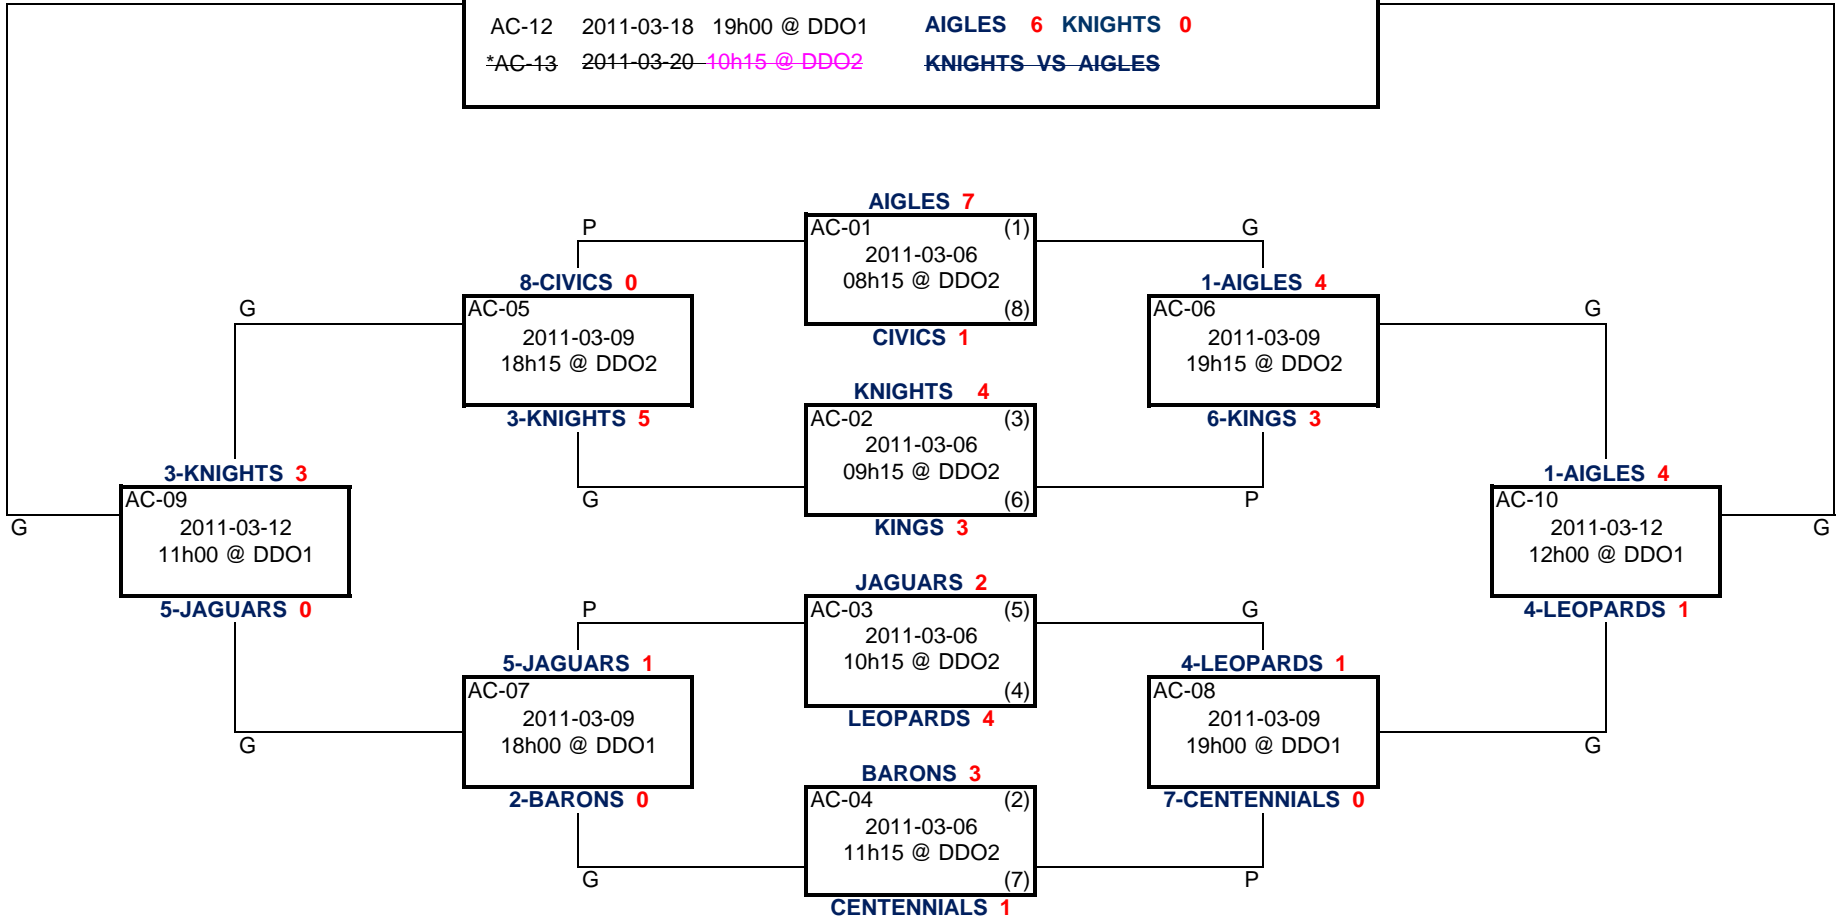 AC-12 2011-03-18 19h00 @ DDO1 AIGLES 6 KNIGHTS 0
*AC-13 2011-03-20 10h15 @ DDO2 KNIGHTS VS AIGLES
AIGLES 7
P
AC-01 (1)
G
2011-03-06
08h15 @ DDO2
(8)
CIVICS 1
8-CIVICS 0
AC-05
2011-03-09
18h15 @ DDO2
3-KNIGHTS 5
1-AIGLES 4
AC-06
2011-03-09
19h15 @ DDO2
6-KINGS 3
G
G
KNIGHTS 4
AC-02 (3)
2011-03-06
09h15 @ DDO2
(6)
KINGS 3
G
P
3-KNIGHTS 3
AC-09
2011-03-12
11h00 @ DDO1
5-JAGUARS 0
G
1-AIGLES 4
AC-10
2011-03-12
12h00 @ DDO1
4-LEOPARDS 1
G
JAGUARS 2
P
AC-03 (5)
G
2011-03-06
10h15 @ DDO2
(4)
LEOPARDS 4
5-JAGUARS 1
AC-07
2011-03-09
18h00 @ DDO1
2-BARONS 0
4-LEOPARDS 1
AC-08
2011-03-09
19h00 @ DDO1
7-CENTENNIALS 0
G
G
BARONS 3
AC-04 (2)
2011-03-06
11h15 @ DDO2
(7)
CENTENNIALS 1
G
P